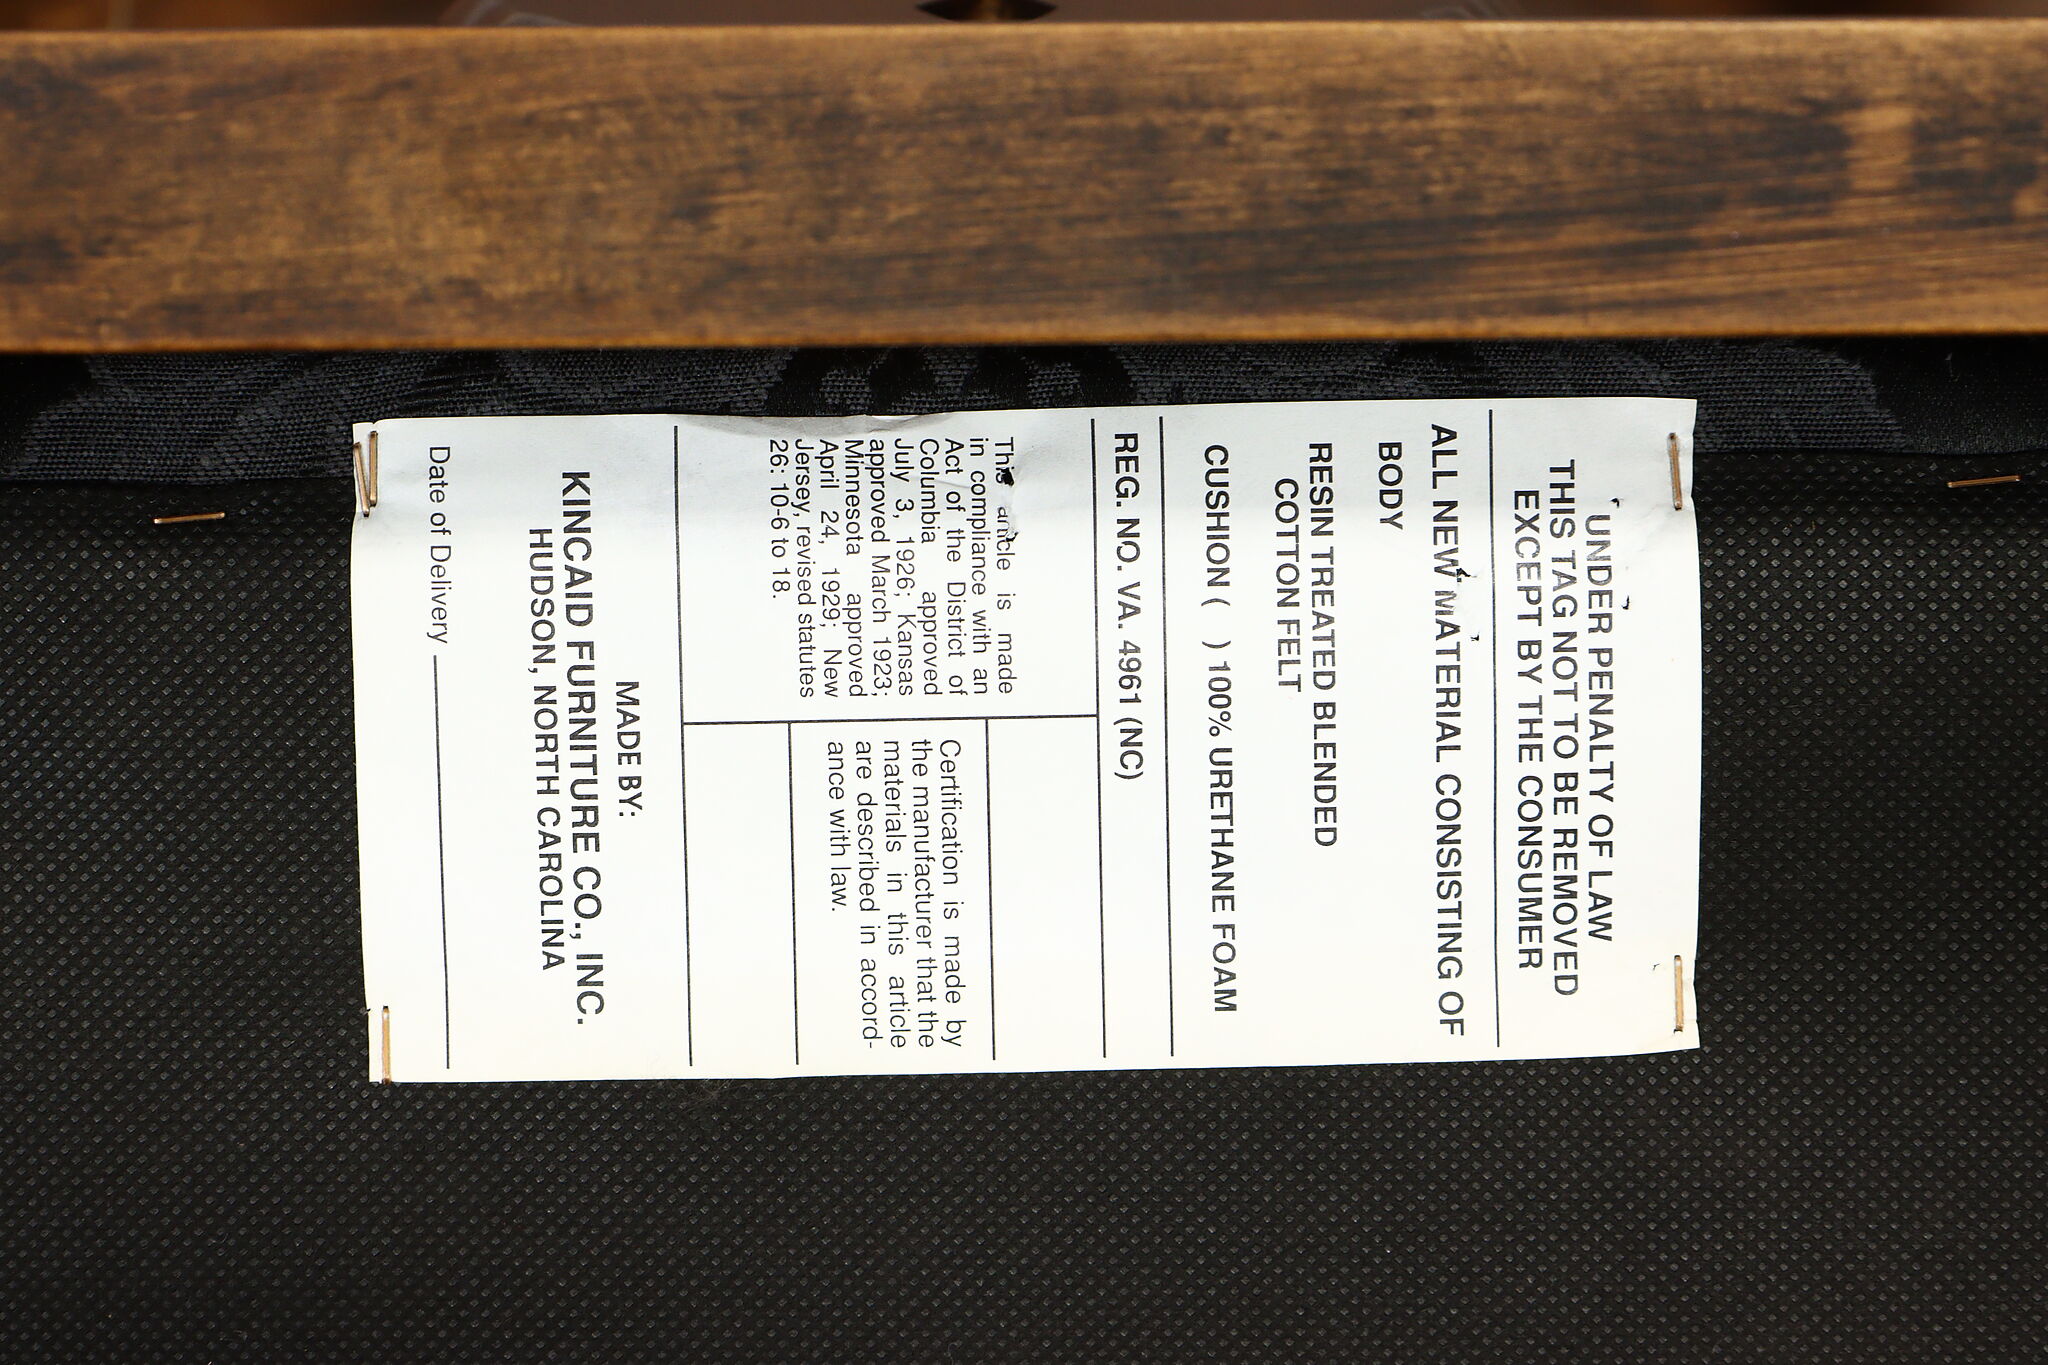 UNDER PENALTY OF LAW
THIS TAG NOT TO BE REMOVED
EXCEPT BY THE CONSUMER
ALL NEW MATERIAL CONSISTING OF
BODY
RESIN TREATED BLENDED
COTTON FELT
CUSHION ( ) 100% URETHANE FOAM
REG. NO. VA. 4961 (NC)
This article is made
in compliance with an
Act of the District of
Columbia approved
July 3, 1926; Kansas
approved March 1923;
Minnesota approved
April 24, 1929; New
Jersey, revised statutes
26: 10-6 to 18.
Certification is made by
the manufacturer that the
materials in this article
are described in accord-
ance with law.
MADE BY:
KINCAID FURNITURE CO., INC.
HUDSON, NORTH CAROLINA
Date of Delivery